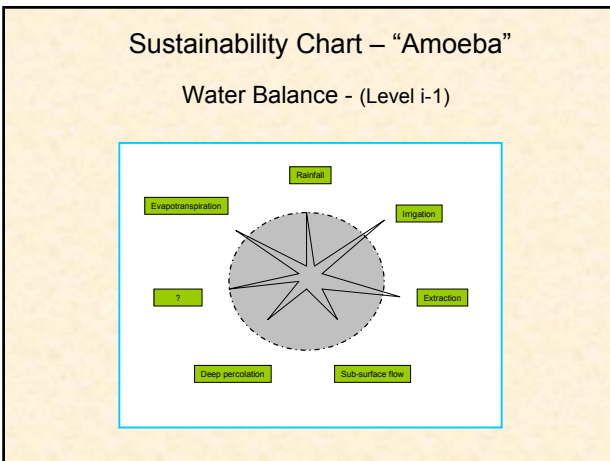 Sustainability Chart – “Amoeba”
Water Balance - (Level i-1)
Rainfall
Evapotranspiration
Irrigation
?
Extraction
Deep percolation
Sub-surface flow